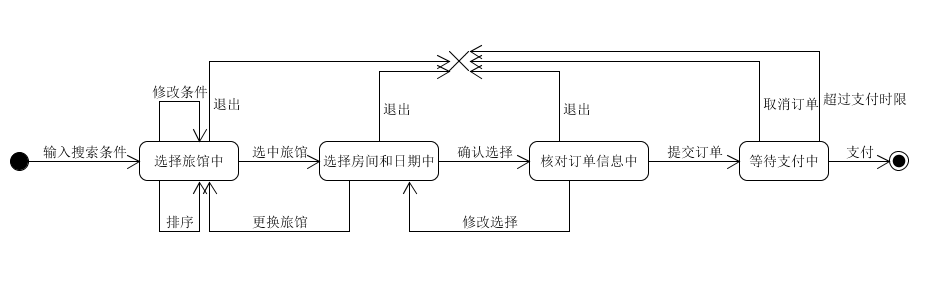 修改条件
退出
退出
退出
取消订单
超过支付时限
输入搜索条件
选择旅馆中
选中旅馆
选择房间和日期中
确认选择
核对订单信息中
提交订单
等待支付中
支付
排序
更换旅馆
修改选择